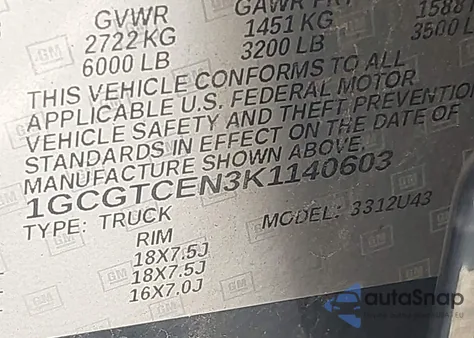 GVWR GAWR FRT
2722 KG 1451 KG 1588
6000 LB 3200 LB 3500 L
THIS VEHICLE CONFORMS TO ALL
APPLICABLE U.S. FEDERAL MOTOR
VEHICLE SAFETY AND THEFT PREVENTION
STANDARDS IN EFFECT ON THE DATE OF
MANUFACTURE SHOWN ABOVE.
1GCGTCEN3K1140603
TYPE: TRUCK MODEL: 3312U43
RIM
18X7.5J
18X7.5J
16X7.0J
GM
autoSnap